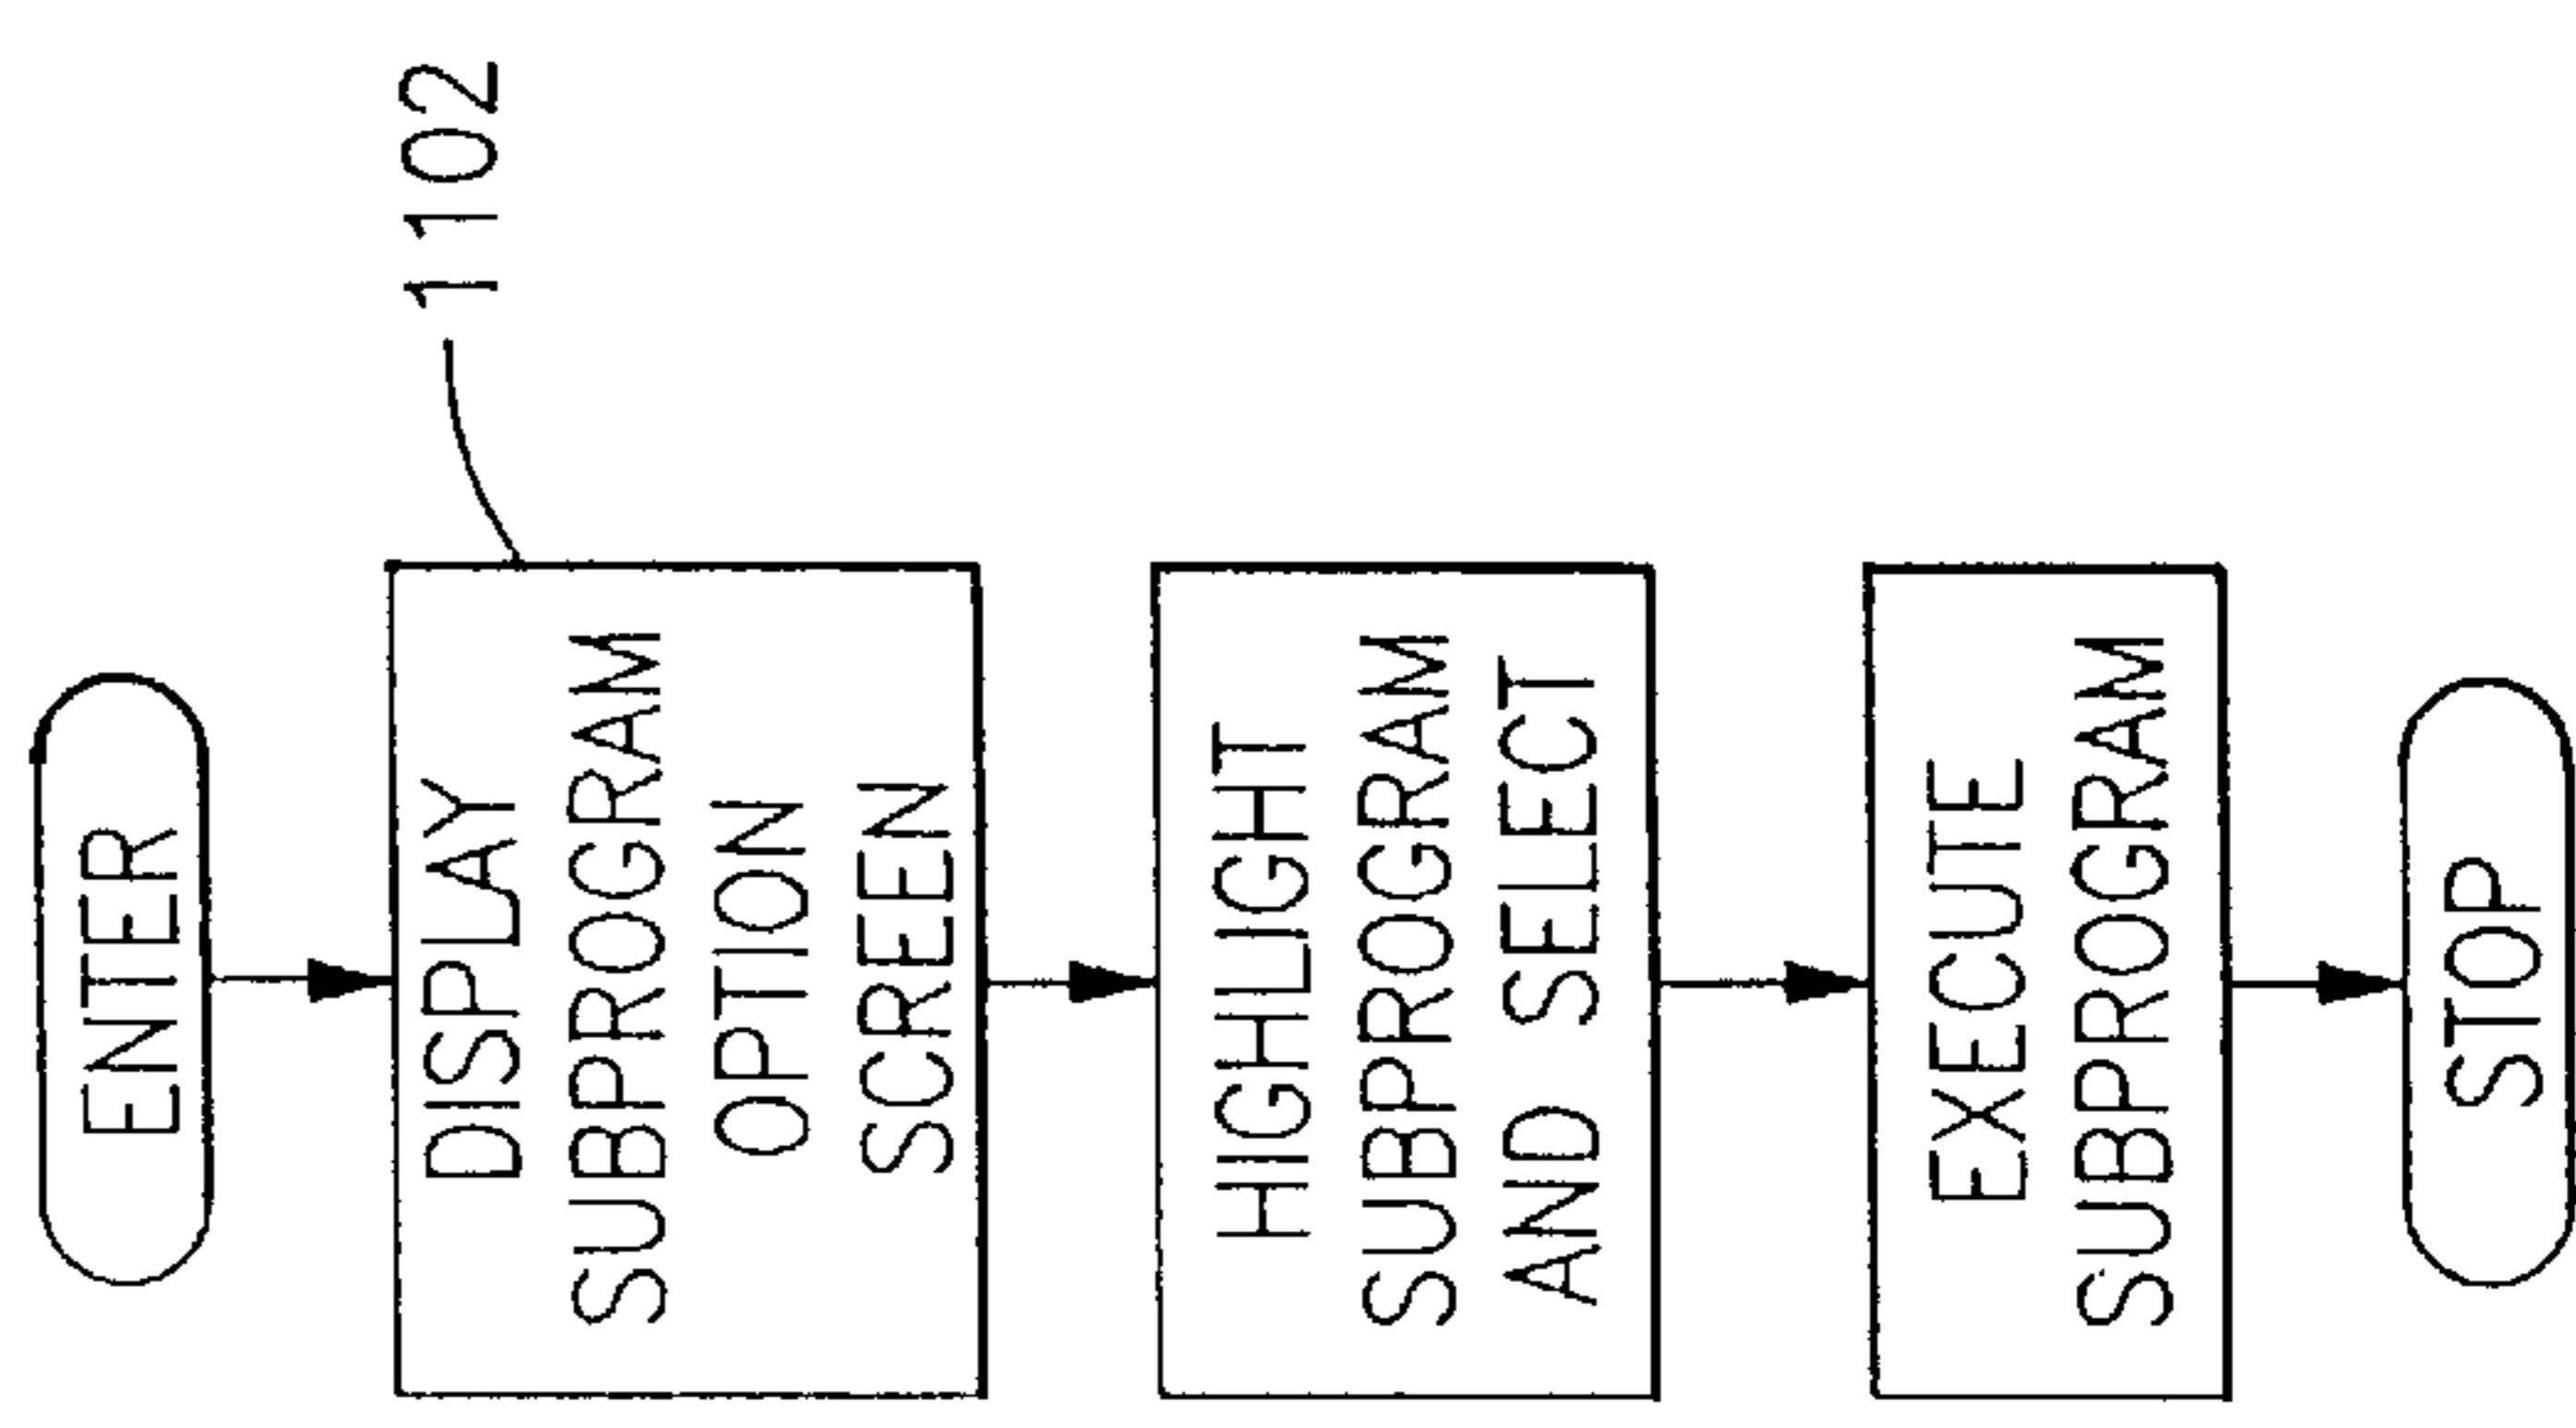 ENTER
DISPLAY
SUBPROGRAM
OPTION
SCREEN
1102
HIGHLIGHT
SUBPROGRAM
AND SELECT
EXECUTE
SUBPROGRAM
STOP